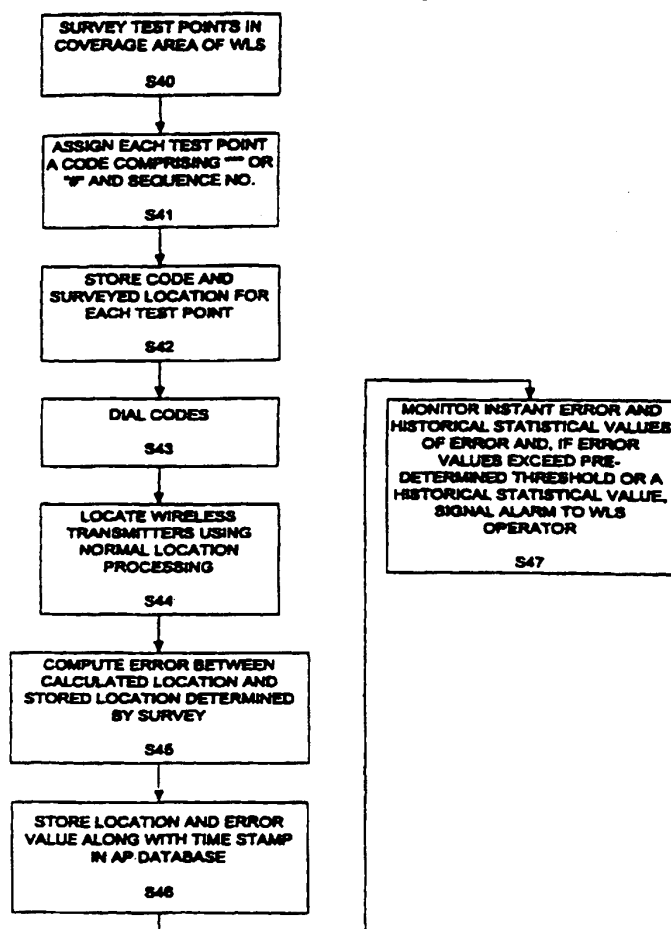 SURVEY TEST POINTS IN
COVERAGE AREA OF WLS
S40
ASSIGN EACH TEST POINT
A CODE COMPRISING "*" OR
"#" AND SEQUENCE NO.
S41
STORE CODE AND
SURVEYED LOCATION FOR
EACH TEST POINT
S42
DIAL CODES
S43
LOCATE WIRELESS
TRANSMITTERS USING
NORMAL LOCATION
PROCESSING
S44
COMPUTE ERROR BETWEEN
CALCULATED LOCATION AND
STORED LOCATION DETERMINED
BY SURVEY
S45
STORE LOCATION AND ERROR
VALUE ALONG WITH TIME STAMP
IN AP DATABASE
S46
MONITOR INSTANT ERROR AND
HISTORICAL STATISTICAL VALUES
OF ERROR AND, IF ERROR
VALUES EXCEED PRE-
DETERMINED THRESHOLD OR A
HISTORICAL STATISTICAL VALUE,
SIGNAL ALARM TO WLS
OPERATOR
S47